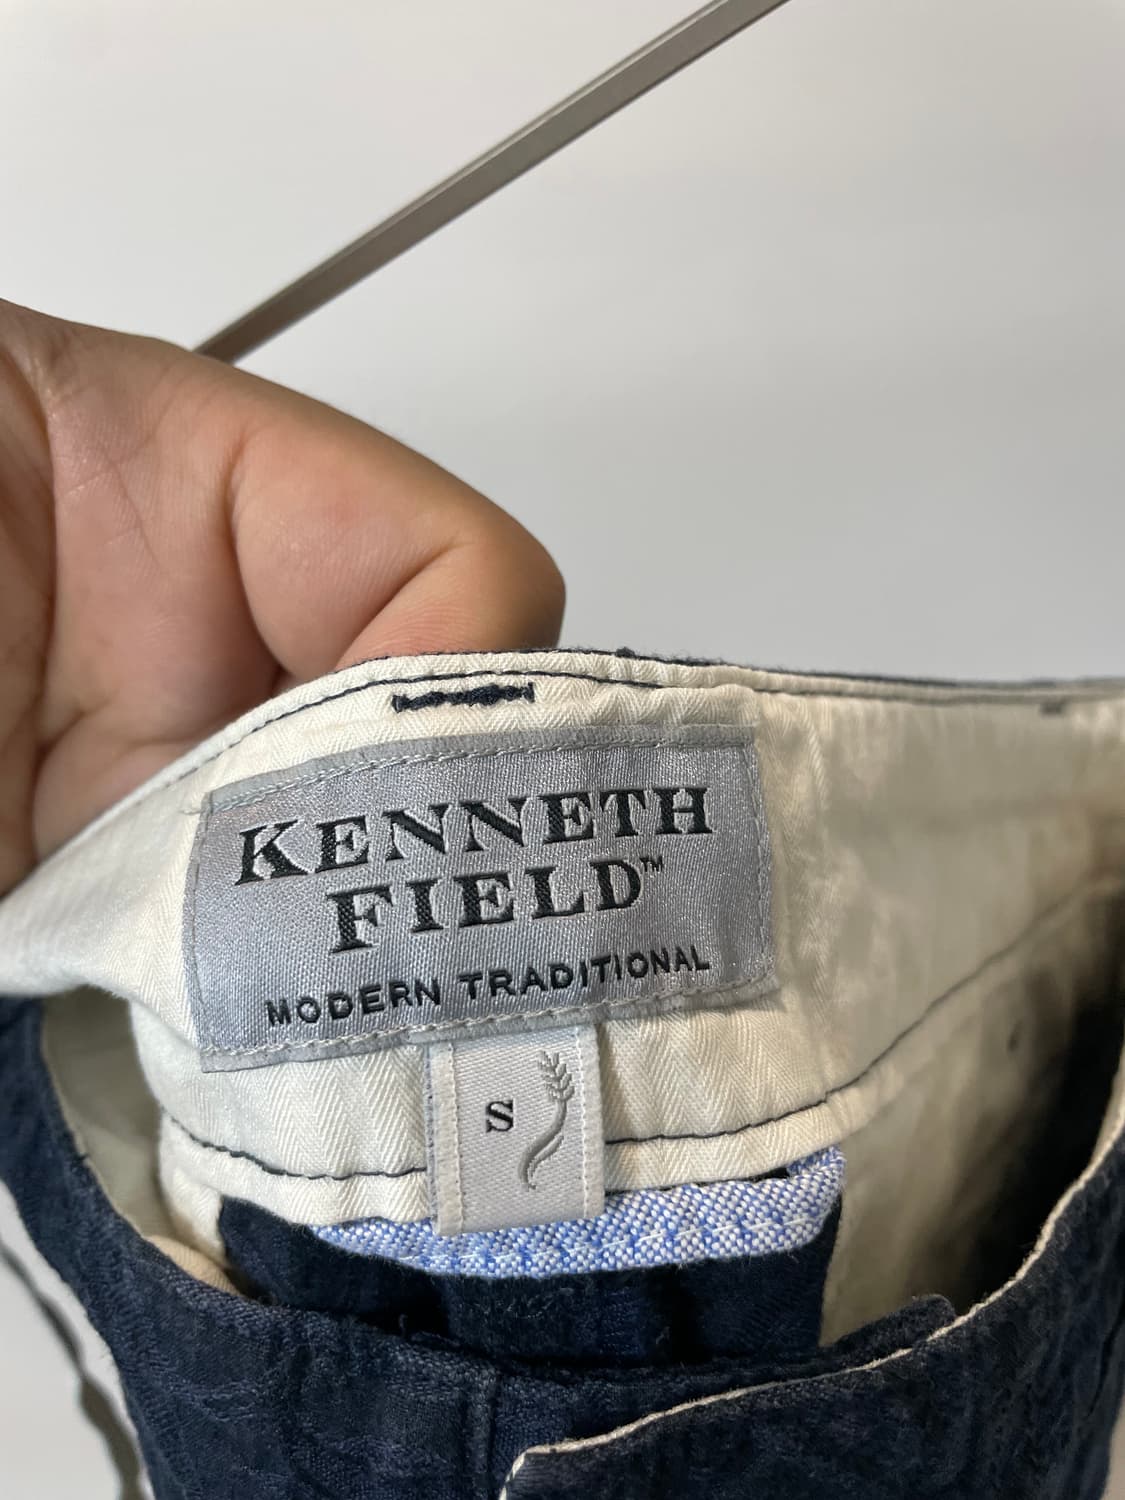 KENNETH
FIELD™
MODERN TRADITIONAL
S